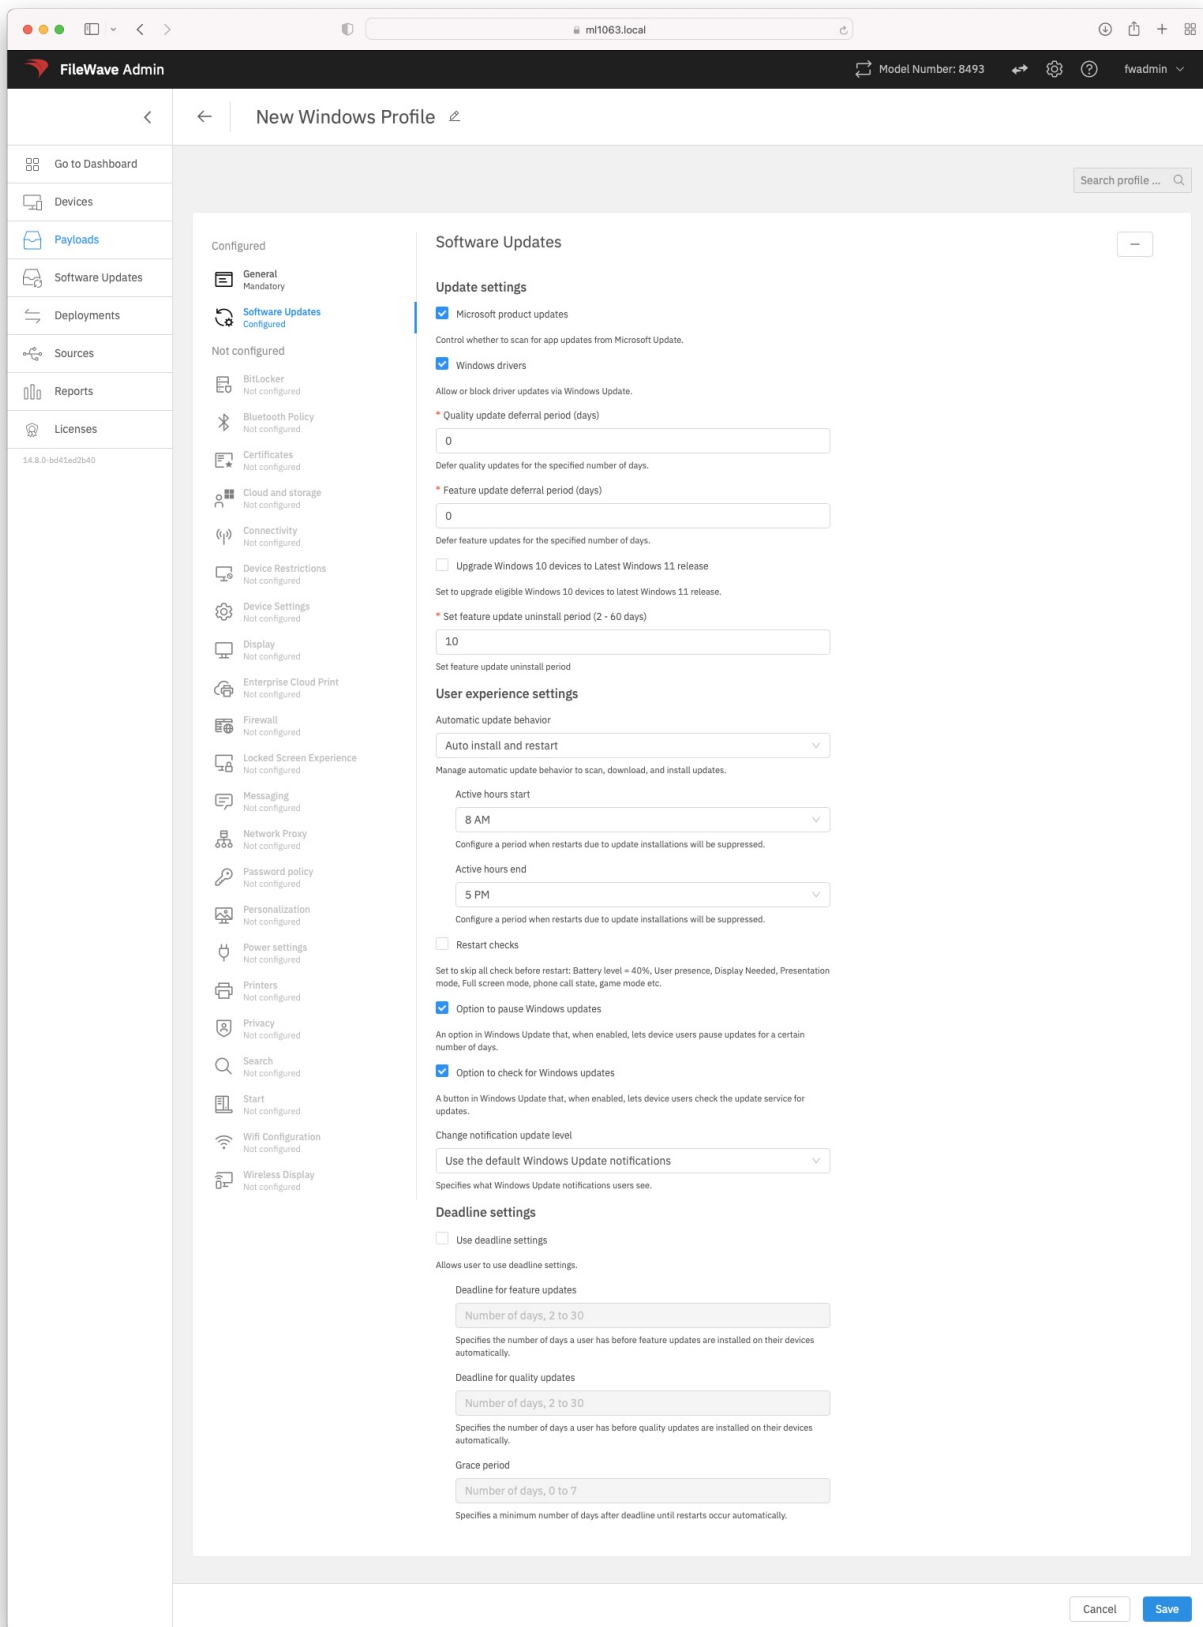 ml1063.local
FileWave Admin
Model Number: 8493
fwadmin
New Windows Profile
Go to Dashboard
Devices
Payloads
Software Updates
Deployments
Sources
Reports
Licenses
14.8.0-bd41ed2b40
Search profile ...
Configured
General
Mandatory
Software Updates
Configured
Not configured
BitLocker
Not configured
Bluetooth Policy
Not configured
Certificates
Not configured
Cloud and storage
Not configured
Connectivity
Not configured
Device Restrictions
Not configured
Device Settings
Not configured
Display
Not configured
Enterprise Cloud Print
Not configured
Firewall
Not configured
Locked Screen Experience
Not configured
Messaging
Not configured
Network Proxy
Not configured
Password policy
Not configured
Personalization
Not configured
Power settings
Not configured
Printers
Not configured
Privacy
Not configured
Search
Not configured
Start
Not configured
Wifi Configuration
Not configured
Wireless Display
Not configured
Software Updates
Update settings
Microsoft product updates
Control whether to scan for app updates from Microsoft Update.
Windows drivers
Allow or block driver updates via Windows Update.
* Quality update deferral period (days)
0
Defer quality updates for the specified number of days.
* Feature update deferral period (days)
0
Defer feature updates for the specified number of days.
Upgrade Windows 10 devices to Latest Windows 11 release
Set to upgrade eligible Windows 10 devices to latest Windows 11 release.
* Set feature update uninstall period (2 - 60 days)
10
Set feature update uninstall period
User experience settings
Automatic update behavior
Auto install and restart
Manage automatic update behavior to scan, download, and install updates.
Active hours start
8 AM
Configure a period when restarts due to update installations will be suppressed.
Active hours end
5 PM
Configure a period when restarts due to update installations will be suppressed.
Restart checks
Set to skip all check before restart: Battery level = 40%, User presence, Display Needed, Presentation
mode, Full screen mode, phone call state, game mode etc.
Option to pause Windows updates
An option in Windows Update that, when enabled, lets device users pause updates for a certain
number of days.
Option to check for Windows updates
A button in Windows Update that, when enabled, lets device users check the update service for
updates.
Change notification update level
Use the default Windows Update notifications
Specifies what Windows Update notifications users see.
Deadline settings
Use deadline settings
Allows user to use deadline settings.
Deadline for feature updates
Number of days, 2 to 30
Specifies the number of days a user has before feature updates are installed on their devices
automatically.
Deadline for quality updates
Number of days, 2 to 30
Specifies the number of days a user has before quality updates are installed on their devices
automatically.
Grace period
Number of days, 0 to 7
Specifies a minimum number of days after deadline until restarts occur automatically.
Cancel
Save